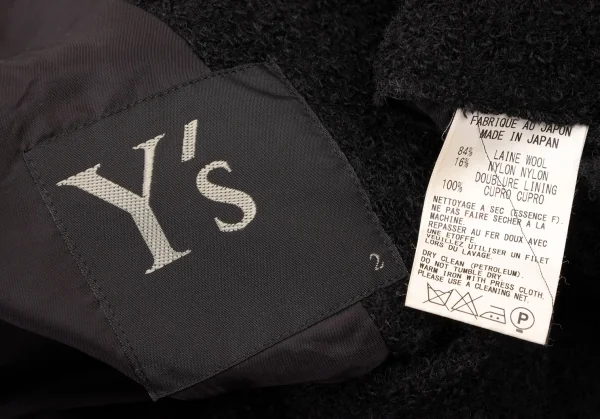 Y's
2
FABRIQUE AU JAPON
MADE IN JAPAN
84% LAINE WOOL
16% NYLON NYLON
DOUBLURE LINING
100% CUPRO CUPRO
NETTOYAGE A SEC (ESSENCE F).
NE PAS FAIRE SECHER A LA
MACHINE
REPASSER AU FER DOUX AVEC
UNE ETOFFE.
VEUILLEZ UTILISER UN FILET
LORS DU LAVAGE.
DRY CLEAN (PETROLEUM).
DO NOT TUMBLE DRY
WARM IRON WITH PRESS CLOTH.
PLEASE USE A CLEANING NET.
P